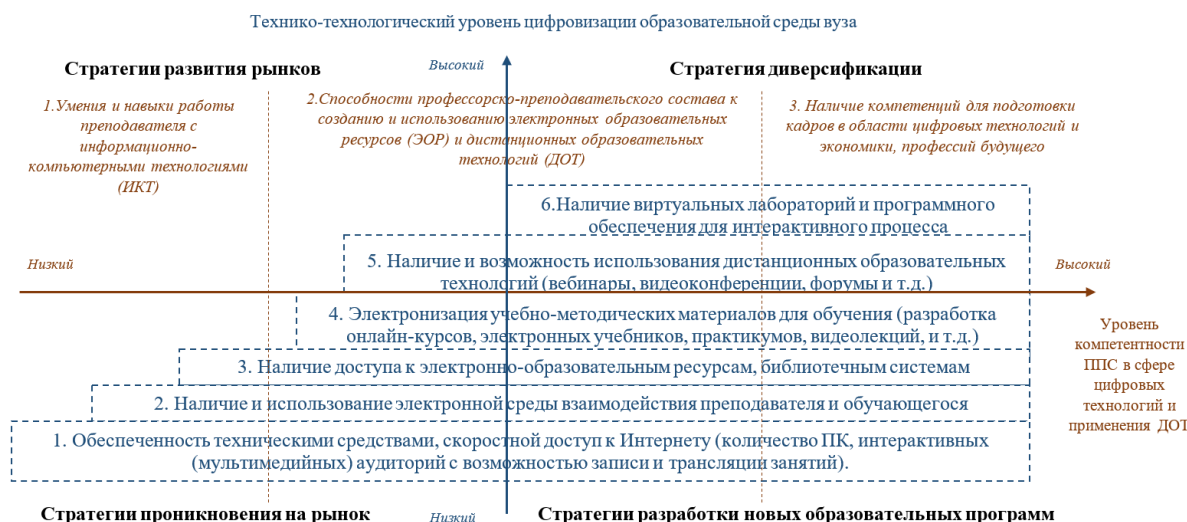 Технико-технологический уровень цифровизации образовательной среды вуза
Стратегии развития рынков
Высокий
Стратегия диверсификации
1.Умения и навыки работы
преподавателя с
информационно-
компьютерными технологиями
(ИКТ)
2.Способности профессорско-преподавательского состава к
созданию и использованию электронных образовательных
ресурсов (ЭОР) и дистанционных образовательных
технологий (ДОТ)
3. Наличие компетенций для подготовки
кадров в области цифровых технологий и
экономики, профессий будущего
6.Наличие виртуальных лабораторий и программного
обеспечения для интерактивного процесса
Низкий
5. Наличие и возможность использования дистанционных образовательных
технологий (вебинары, видеоконференции, форумы и т.д.)
Высокий
4. Электронизация учебно-методических материалов для обучения (разработка
онлайн-курсов, электронных учебников, практикумов, видеолекций, и т.д.)
Уровень
компетентности
ППС в сфере
цифровых
технологий и
применения ДОТ
3. Наличие доступа к электронно-образовательным ресурсам, библиотечным системам
2. Наличие и использование электронной среды взаимодействия преподавателя и обучающегося
1. Обеспеченность техническими средствами, скоростной доступ к Интернету (количество ПК, интерактивных
(мультимедийных) аудиторий с возможностью записи и трансляции занятий).
Стратегии проникновения на рынок
Низкий
Стратегии разработки новых образовательных программ